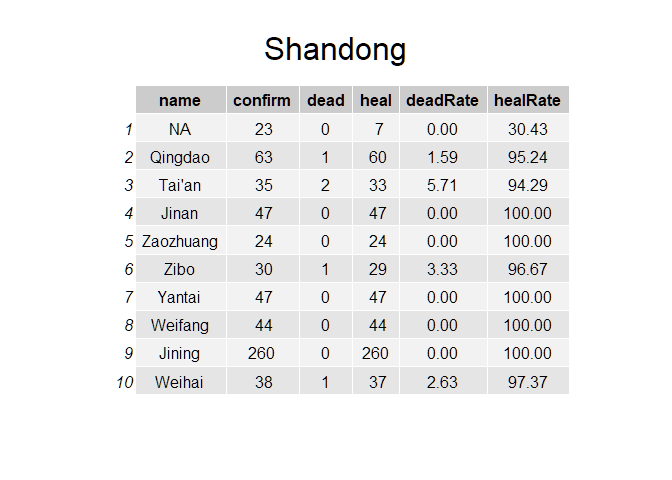 Shandong
name confirm dead heal deadRate healRate
1 NA 23 0 7 0.00 30.43
2 Qingdao 63 1 60 1.59 95.24
3 Tai'an 35 2 33 5.71 94.29
4 Jinan 47 0 47 0.00 100.00
5 Zaozhuang 24 0 24 0.00 100.00
6 Zibo 30 1 29 3.33 96.67
7 Yantai 47 0 47 0.00 100.00
8 Weifang 44 0 44 0.00 100.00
9 Jining 260 0 260 0.00 100.00
10 Weihai 38 1 37 2.63 97.37